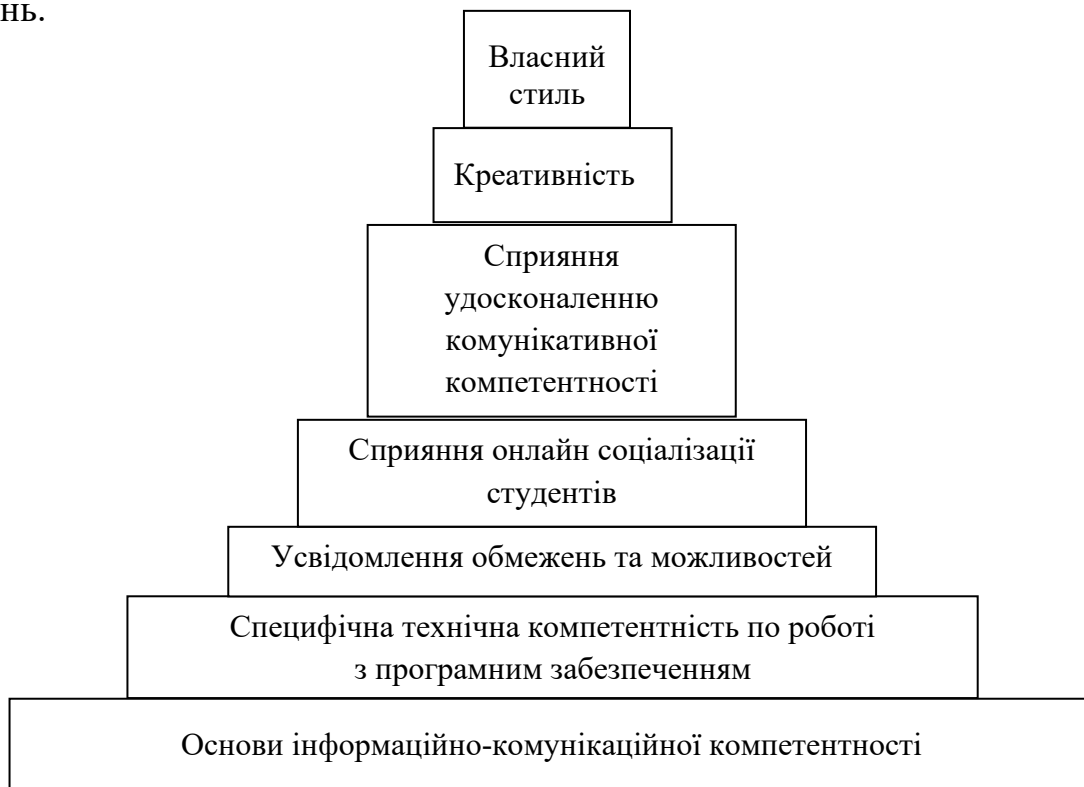 нь.
Власний
стиль
Креативність
Сприяння
удосконаленню
комунікативної
компетентності
Сприяння онлайн соціалізації
студентів
Усвідомлення обмежень та можливостей
Специфічна технічна компетентність по роботі
з програмним забезпеченням
Основи інформаційно-комунікаційної компетентності